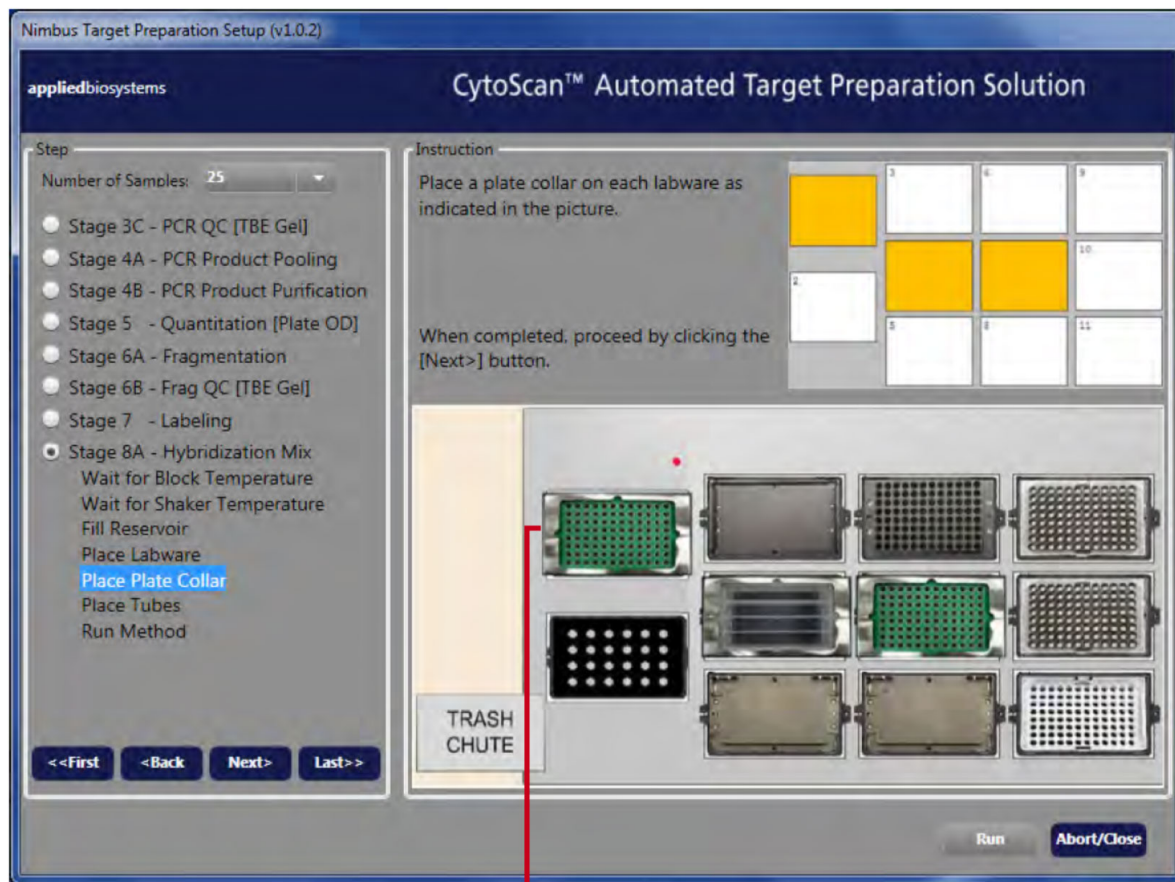 Nimbus Target Preparation Setup (v1.0.2)
appliedbiosystems
CytoScan™ Automated Target Preparation Solution
Step
Number of Samples: 25
Stage 3C - PCR QC [TBE Gel]
Stage 4A - PCR Product Pooling
Stage 4B - PCR Product Purification
Stage 5 - Quantitation [Plate OD]
Stage 6A - Fragmentation
Stage 6B - Frag QC [TBE Gel]
Stage 7 - Labeling
Stage 8A - Hybridization Mix
Wait for Block Temperature
Wait for Shaker Temperature
Fill Reservoir
Place Labware
Place Plate Collar
Place Tubes
Run Method
<<First
<Back
Next>
Last>>
Instruction
Place a plate collar on each labware as
indicated in the picture.
When completed, proceed by clicking the
[Next>] button.
3 6 9
10
2
5 8 11
TRASH
CHUTE
Run
Abort/Close